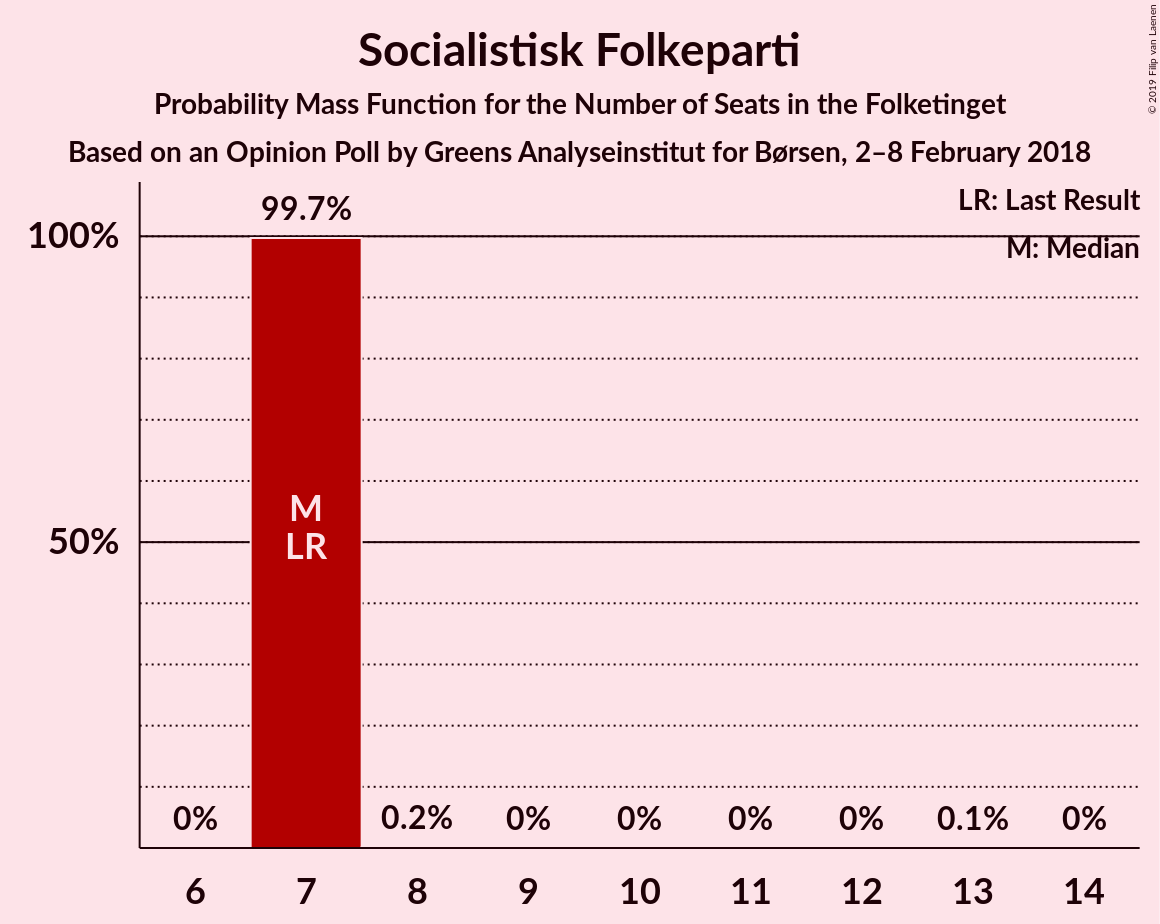 Socialistisk Folkeparti
Probability Mass Function for the Number of Seats in the Folketinget
Based on an Opinion Poll by Greens Analyseinstitut for Børsen, 2–8 February 2018
© 2019 Filip van Laenen
LR: Last Result
M: Median
99.7%
100%
M
LR
50%
0% 0.2% 0% 0% 0% 0% 0.1% 0%
6 7 8 9 10 11 12 13 14